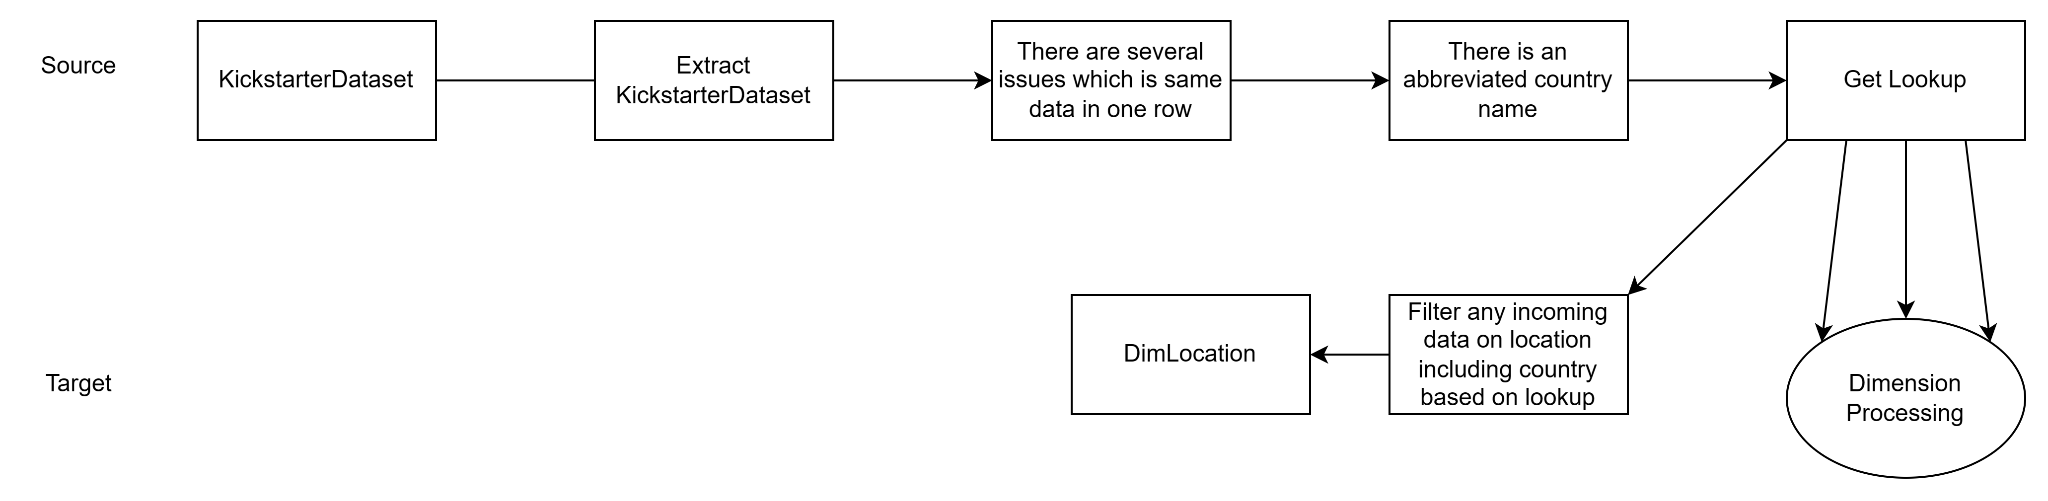 Source
KickstarterDataset
Extract
KickstarterDataset
There are several
issues which is same
data in one row
There is an
abbreviated country
name
Get Lookup
Target
DimLocation
Filter any incoming
data on location
including country
based on lookup
Dimension
Processing